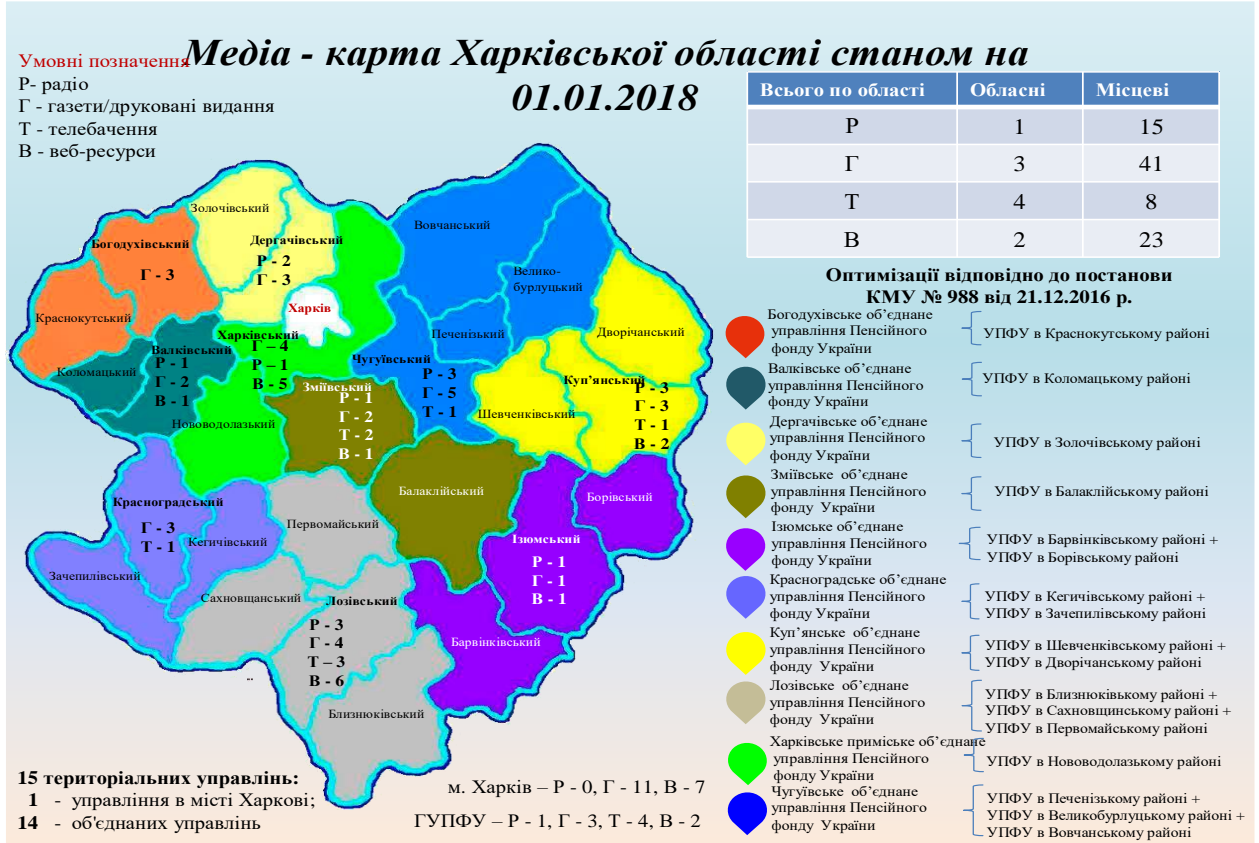 Медіа - карта Харківської області станом на
01.01.2018
Умовні позначення
Р- радіо
Г - газети/друковані видання
Т - телебачення
В - веб-ресурси
Всього по області Обласні Місцеві
Р 1 15
Г 3 41
Т 4 8
В 2 23
Золочівський
Дергачівський
Р - 2
Г - 3
Богодухівський
Г - 3
Краснокутський
Харків
Харківський
Г – 4
Р – 1
В - 5
Валківський
Р - 1
Г - 2
В - 1
Коломацький
Нововодолазький
Вовчанський
Велико-
бурлуцький
Печенізький
Чугуївський
Р - 3
Г - 5
Т - 1
Дворічанський
Куп’янський
Р - 3
Г - 3
Т - 1
В - 2
Шевченківський
Зміївський
Р - 1
Г - 2
Т - 2
В - 1
Балаклійський
Борівський
Ізюмський
Р - 1
Г - 1
В - 1
Барвінківський
Красноградський
Г - 3
Т - 1
Кегичівський
Зачепилівський
Первомайський
Сахновщанський
Лозівський
Р - 3
Г - 4
Т – 3
В - 6
Близнюківський
Оптимізації відповідно до постанови
КМУ № 988 від 21.12.2016 р.
Богодухівське об’єднане
управління Пенсійного
фонду України
УПФУ в Краснокутському районі
Валківське об’єднане
управління Пенсійного
фонду України
УПФУ в Коломацькому районі
Дергачівське об’єднане
управління Пенсійного
фонду України
УПФУ в Золочівському районі
Зміївське об’єднане
управління Пенсійного
фонду України
УПФУ в Балаклійському районі
Ізюмське об’єднане
управління Пенсійного
фонду України
УПФУ в Барвінківському районі +
УПФУ в Борівському районі
Красноградське об’єднане
управління Пенсійного
фонду України
УПФУ в Кегичівському районі +
УПФУ в Зачепилівському районі
Куп’янське об’єднане
управління Пенсійного
фонду України
УПФУ в Шевченківському районі +
УПФУ в Дворічанському районі
Лозівське об’єднане
управління Пенсійного
фонду України
УПФУ в Близнюківькому районі +
УПФУ в Сахновщинському районі +
УПФУ в Первомайському районі
Харківське приміське об’єднане
управління Пенсійного
фонду України
УПФУ в Нововодолазькому районі
Чугуївське об’єднане
управління Пенсійного
фонду України
УПФУ в Печенізькому районі +
УПФУ в Великобурлуцькому районі +
УПФУ в Вовчанському районі
15 територіальних управлінь:
1 - управління в місті Харкові;
14 - об'єднаних управлінь
м. Харків – Р - 0, Г - 11, В - 7
ГУПФУ – Р - 1, Г - 3, Т - 4, В - 2